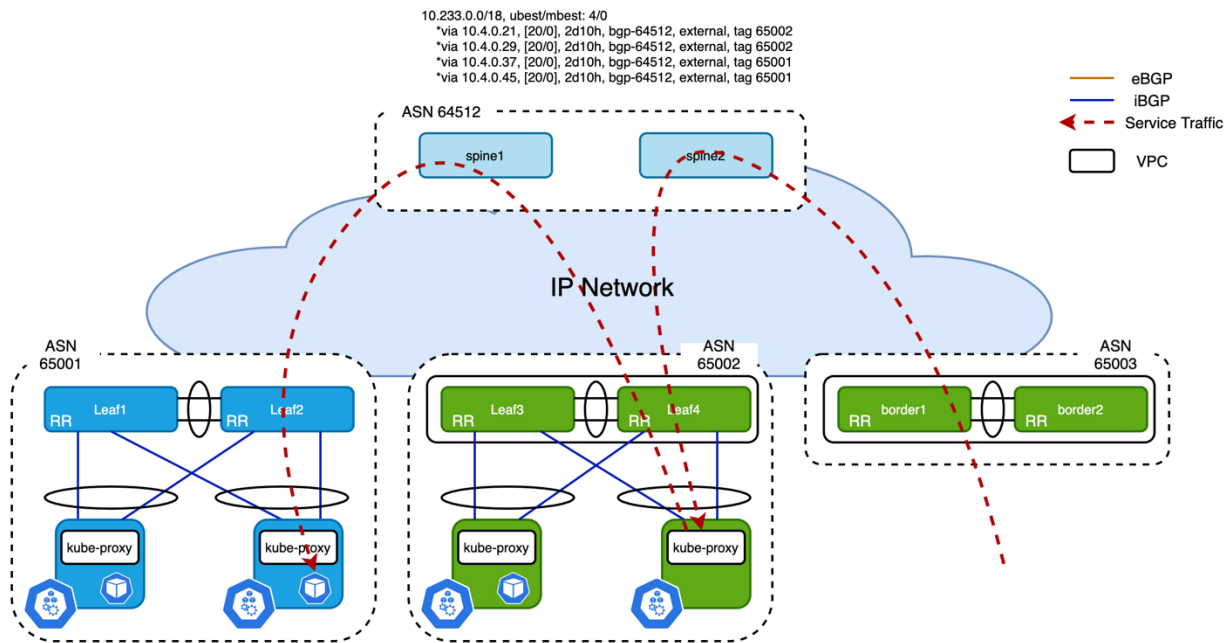 10.233.0.0/18, ubest/mbest: 4/0
*via 10.4.0.21, [20/0], 2d10h, bgp-64512, external, tag 65002
*via 10.4.0.29, [20/0], 2d10h, bgp-64512, external, tag 65002
*via 10.4.0.37, [20/0], 2d10h, bgp-64512, external, tag 65001
*via 10.4.0.45, [20/0], 2d10h, bgp-64512, external, tag 65001
eBGP
iBGP
Service Traffic
VPC
ASN 64512
spine1
spine2
IP Network
ASN
65001
Leaf1
RR
Leaf2
RR
kube-proxy
kube-proxy
ASN
65002
Leaf3
RR
Leaf4
RR
kube-proxy
kube-proxy
ASN
65003
border1
RR
border2
RR